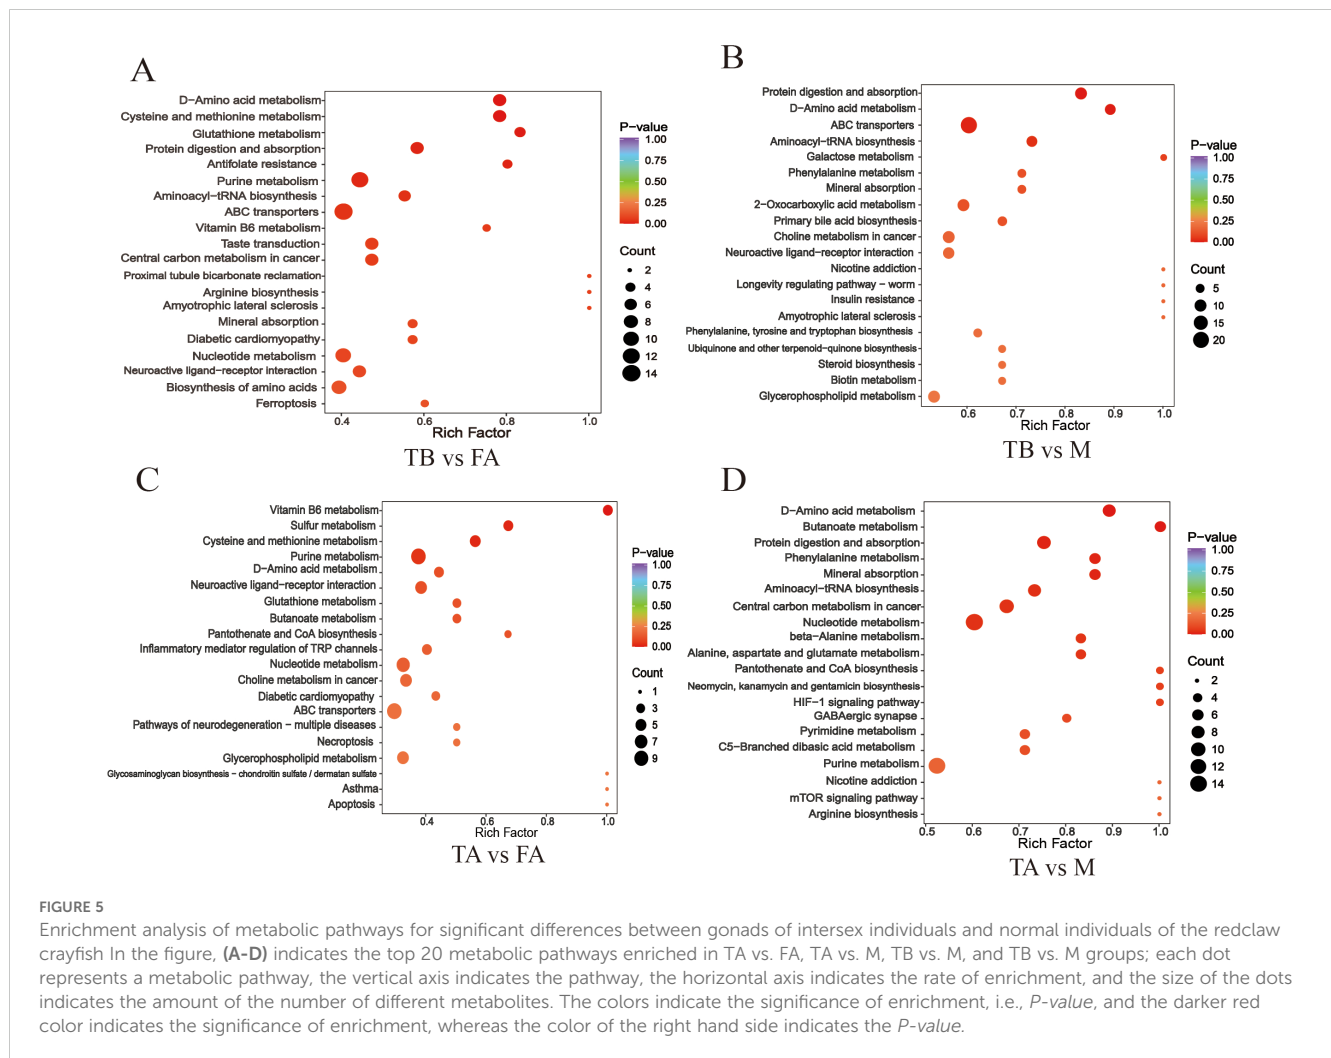 A
D−Amino acid metabolism
Cysteine and methionine metabolism
Glutathione metabolism
Protein digestion and absorption
Antifolate resistance
Purine metabolism
Aminoacyl−tRNA biosynthesis
ABC transporters
Vitamin B6 metabolism
Taste transduction
Central carbon metabolism in cancer
Proximal tubule bicarbonate reclamation
Arginine biosynthesis
Amyotrophic lateral sclerosis
Mineral absorption
Diabetic cardiomyopathy
Nucleotide metabolism
Neuroactive ligand−receptor interaction
Biosynthesis of amino acids
Ferroptosis
0.4 0.6 0.8 1.0
Rich Factor
TB vs FA
P−value
1.00
0.75
0.50
0.25
0.00
Count
2
4
6
8
10
12
14
B
Protein digestion and absorption
D−Amino acid metabolism
ABC transporters
Aminoacyl−tRNA biosynthesis
Galactose metabolism
Phenylalanine metabolism
Mineral absorption
2−Oxocarboxylic acid metabolism
Primary bile acid biosynthesis
Choline metabolism in cancer
Neuroactive ligand−receptor interaction
Nicotine addiction
Longevity regulating pathway − worm
Insulin resistance
Amyotrophic lateral sclerosis
Phenylalanine, tyrosine and tryptophan biosynthesis
Ubiquinone and other terpenoid−quinone biosynthesis
Steroid biosynthesis
Biotin metabolism
Glycerophospholipid metabolism
0.6 0.7 0.8 0.9 1.0
Rich Factor
TB vs M
P−value
1.00
0.75
0.50
0.25
0.00
Count
5
10
15
20
C
Vitamin B6 metabolism
Sulfur metabolism
Cysteine and methionine metabolism
Purine metabolism
D−Amino acid metabolism
Neuroactive ligand−receptor interaction
Glutathione metabolism
Butanoate metabolism
Pantothenate and CoA biosynthesis
Inflammatory mediator regulation of TRP channels
Nucleotide metabolism
Choline metabolism in cancer
Diabetic cardiomyopathy
ABC transporters
Pathways of neurodegeneration − multiple diseases
Necroptosis
Glycerophospholipid metabolism
Glycosaminoglycan biosynthesis − chondroitin sulfate / dermatan sulfate
Asthma
Apoptosis
0.4 0.6 0.8 1.0
Rich Factor
TA vs FA
P−value
1.00
0.75
0.50
0.25
0.00
Count
1
3
5
7
9
D
D−Amino acid metabolism
Butanoate metabolism
Protein digestion and absorption
Phenylalanine metabolism
Mineral absorption
Aminoacyl−tRNA biosynthesis
Central carbon metabolism in cancer
Nucleotide metabolism
beta−Alanine metabolism
Alanine, aspartate and glutamate metabolism
Pantothenate and CoA biosynthesis
Neomycin, kanamycin and gentamicin biosynthesis
HIF−1 signaling pathway
GABAergic synapse
Pyrimidine metabolism
C5−Branched dibasic acid metabolism
Purine metabolism
Nicotine addiction
mTOR signaling pathway
Arginine biosynthesis
0.5 0.6 0.7 0.8 0.9 1.0
Rich Factor
TA vs M
P−value
1.00
0.75
0.50
0.25
0.00
Count
2
4
6
8
10
12
14
FIGURE 5
Enrichment analysis of metabolic pathways for significant differences between gonads of intersex individuals and normal individuals of the redclaw
crayfish In the figure, (A-D) indicates the top 20 metabolic pathways enriched in TA vs. FA, TA vs. M, TB vs. M, and TB vs. M groups; each dot
represents a metabolic pathway, the vertical axis indicates the pathway, the horizontal axis indicates the rate of enrichment, and the size of the dots
indicates the amount of the number of different metabolites. The colors indicate the significance of enrichment, i.e., P-value, and the darker red
color indicates the significance of enrichment, whereas the color of the right hand side indicates the P-value.